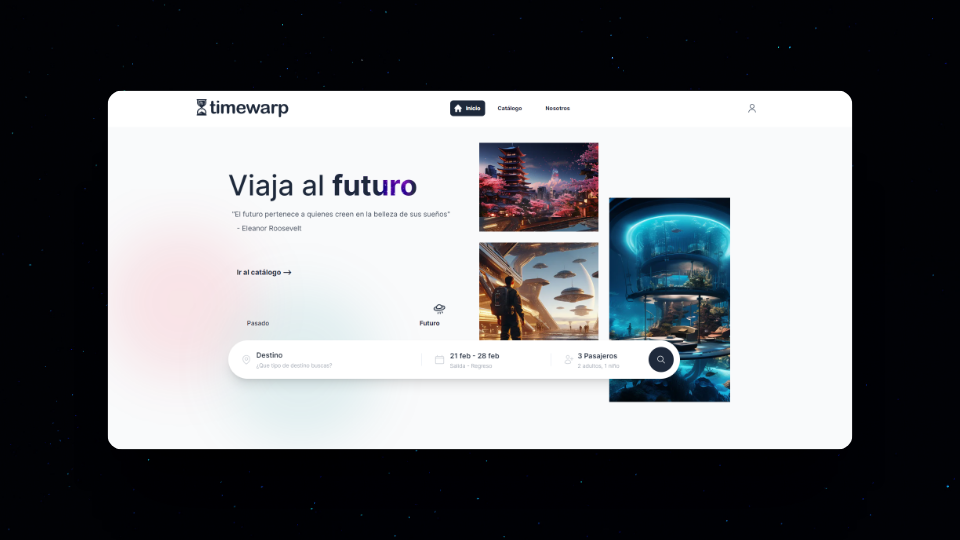 timewarp
Inicio
Catálogo
Nosotros
Viaja al futuro
"El futuro pertenece a quienes creen en la belleza de sus sueños"
- Eleanor Roosevelt
Ir al catálogo →
Pasado
Futuro
Destino
¿Que tipo de destino buscas?
21 feb - 28 feb
Salida - Regreso
3 Pasajeros
2 adultos, 1 niño